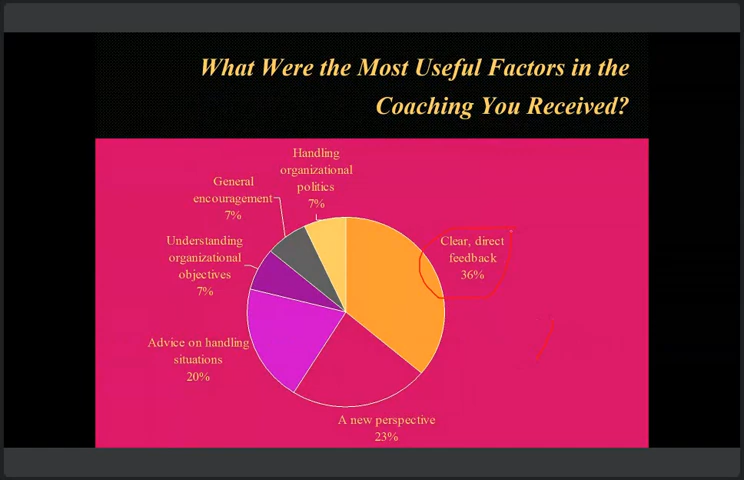 What Were the Most Useful Factors in the
Coaching You Received?
Handling
organizational
politics
7%
General
encouragement
7%
Understanding
organizational
objectives
7%
Clear, direct
feedback
36%
Advice on handling
situations
20%
A new perspective
23%